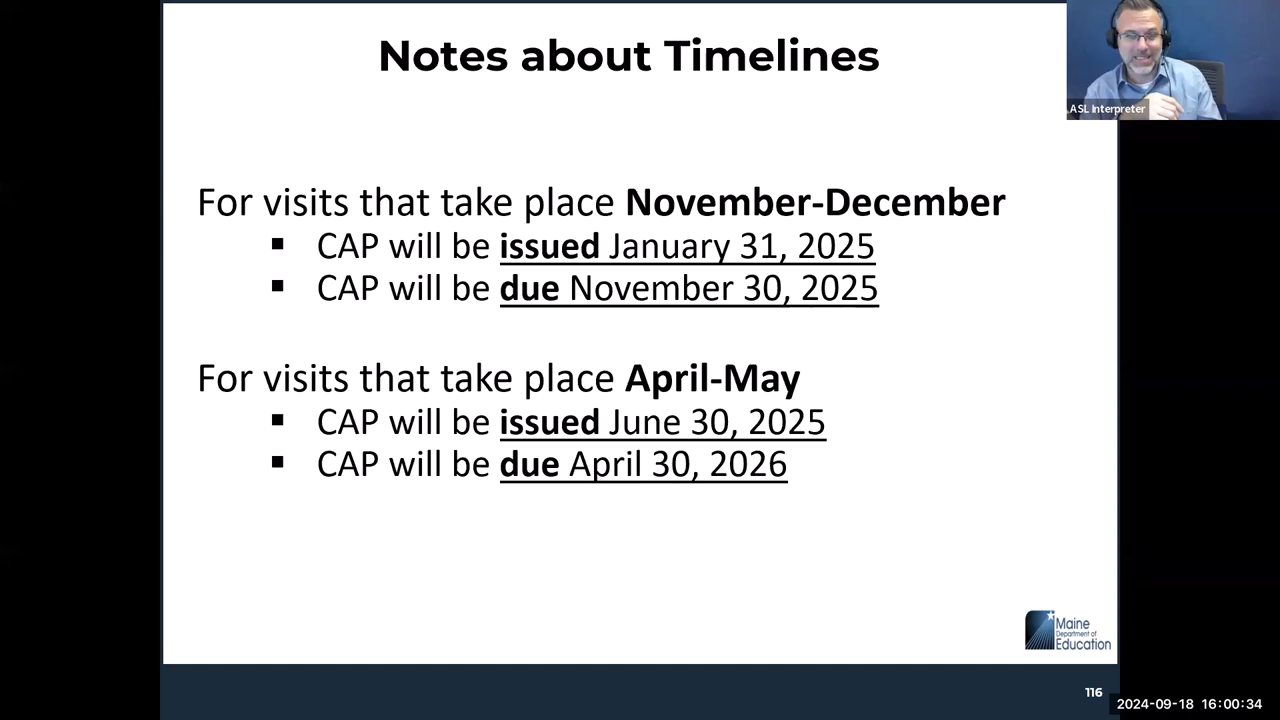 Notes about Timelines
ASL Interpreter
For visits that take place November-December
▪ CAP will be issued January 31, 2025
▪ CAP will be due November 30, 2025
For visits that take place April-May
▪ CAP will be issued June 30, 2025
▪ CAP will be due April 30, 2026
Maine
Department of
Education
116
2024-09-18 16:00:34